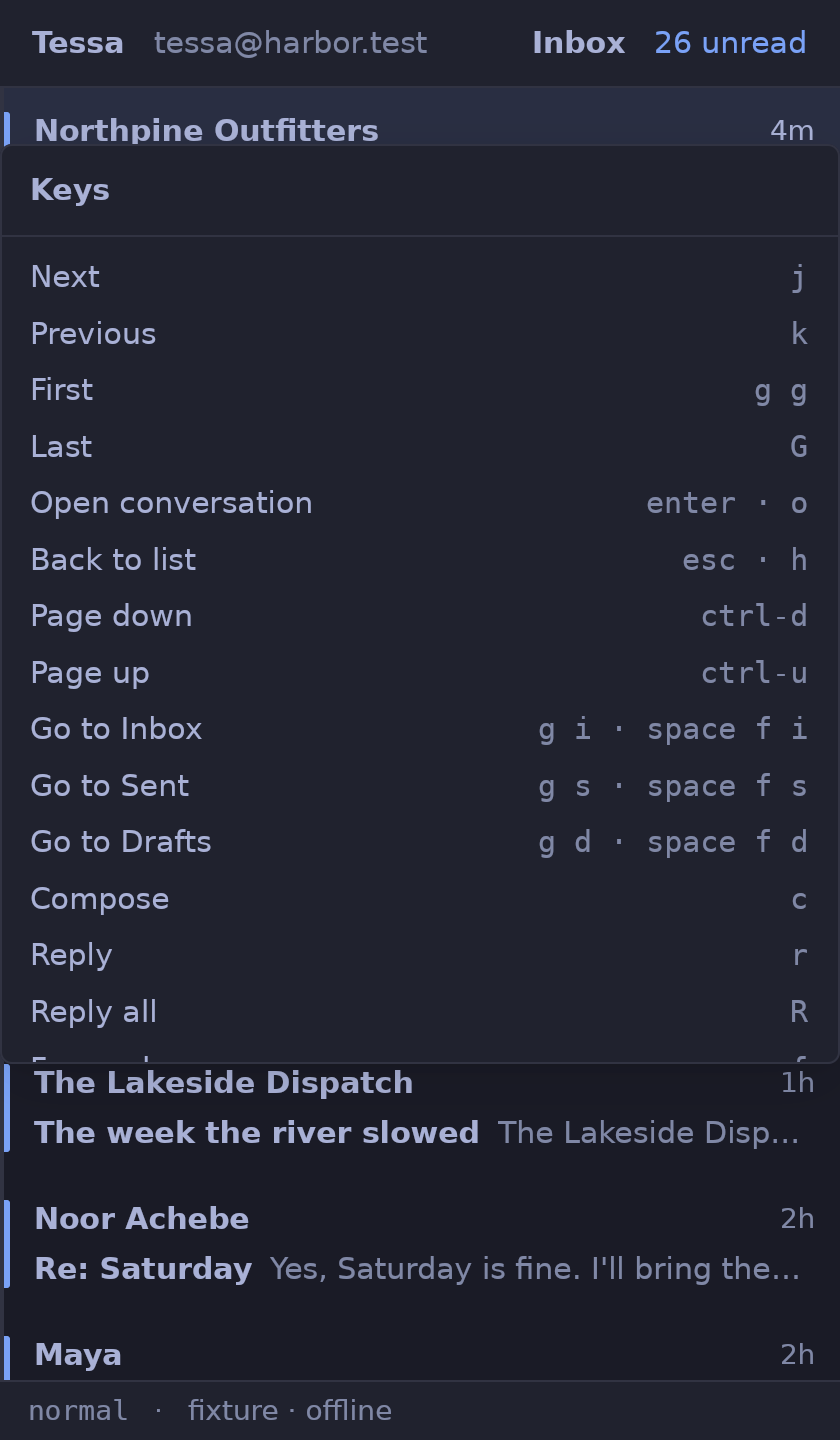 Tessa tessa@harbor.test Inbox 26 unread
Northpine Outfitters 4m
Keys
Next j
Previous k
First g g
Last G
Open conversation enter · o
Back to list esc · h
Page down ctrl-d
Page up ctrl-u
Go to Inbox g i · space f i
Go to Sent g s · space f s
Go to Drafts g d · space f d
Compose c
Reply r
Reply all R
The Lakeside Dispatch 1h
The week the river slowed The Lakeside Disp…
Noor Achebe 2h
Re: Saturday Yes, Saturday is fine. I'll bring the…
Maya 2h
normal · fixture · offline